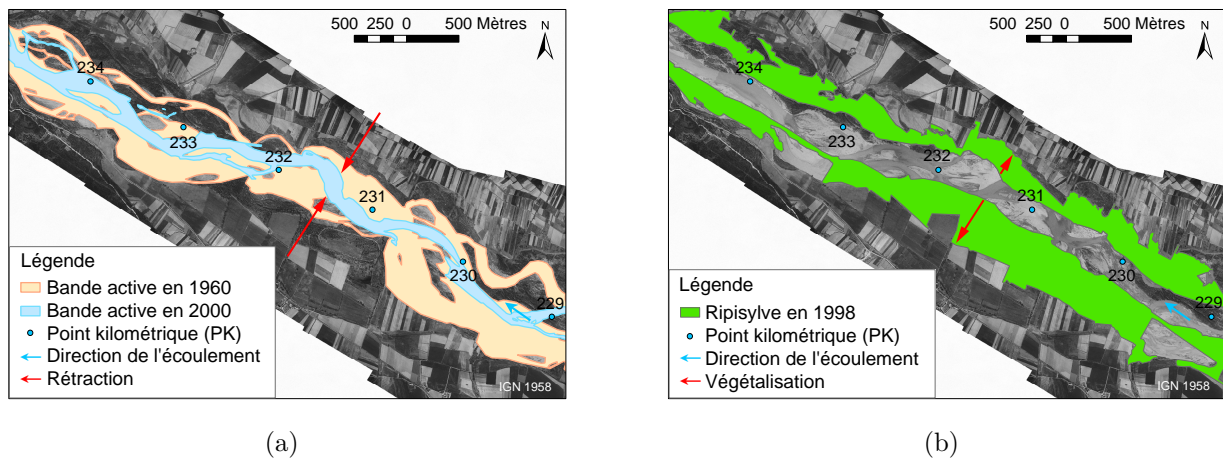 500 250 0 500 Mètres
N
234
233
232
231
230
229
Légende
Bande active en 1960
Bande active en 2000
Point kilométrique (PK)
Direction de l'écoulement
Rétraction
IGN 1958
(a)
500 250 0 500 Mètres
N
234
233
232
231
230
229
Légende
Ripisylve en 1998
Point kilométrique (PK)
Direction de l'écoulement
Végétalisation
IGN 1958
(b)